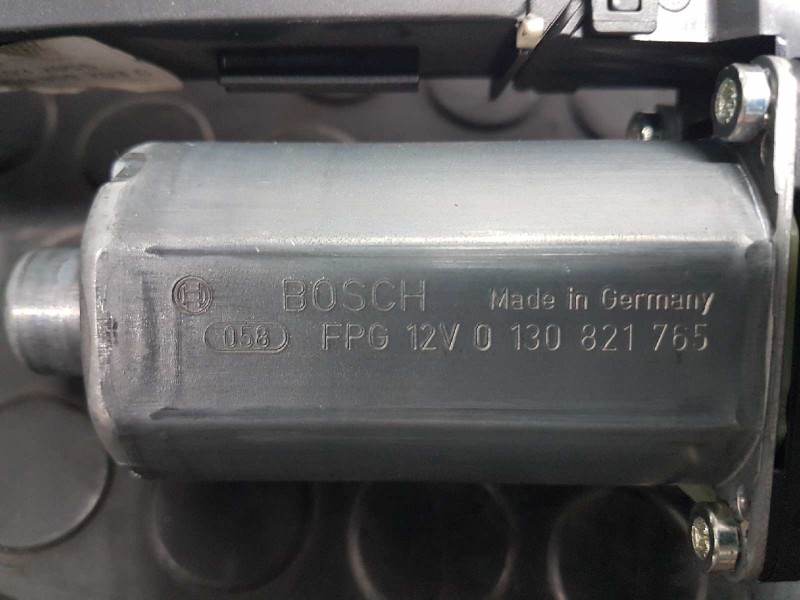 BOSCH Made in Germany
058 FPG 12V 0 130 821 765